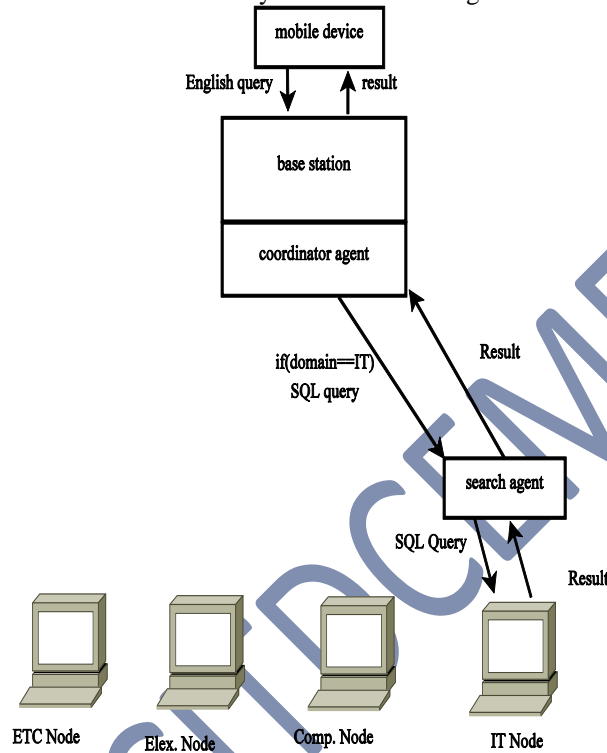 mobile device
English query
result
base station
coordinator agent
if(domain==IT)
SQL query
Result
search agent
SQL Query
Result
ETC Node
Elex. Node
Comp. Node
IT Node